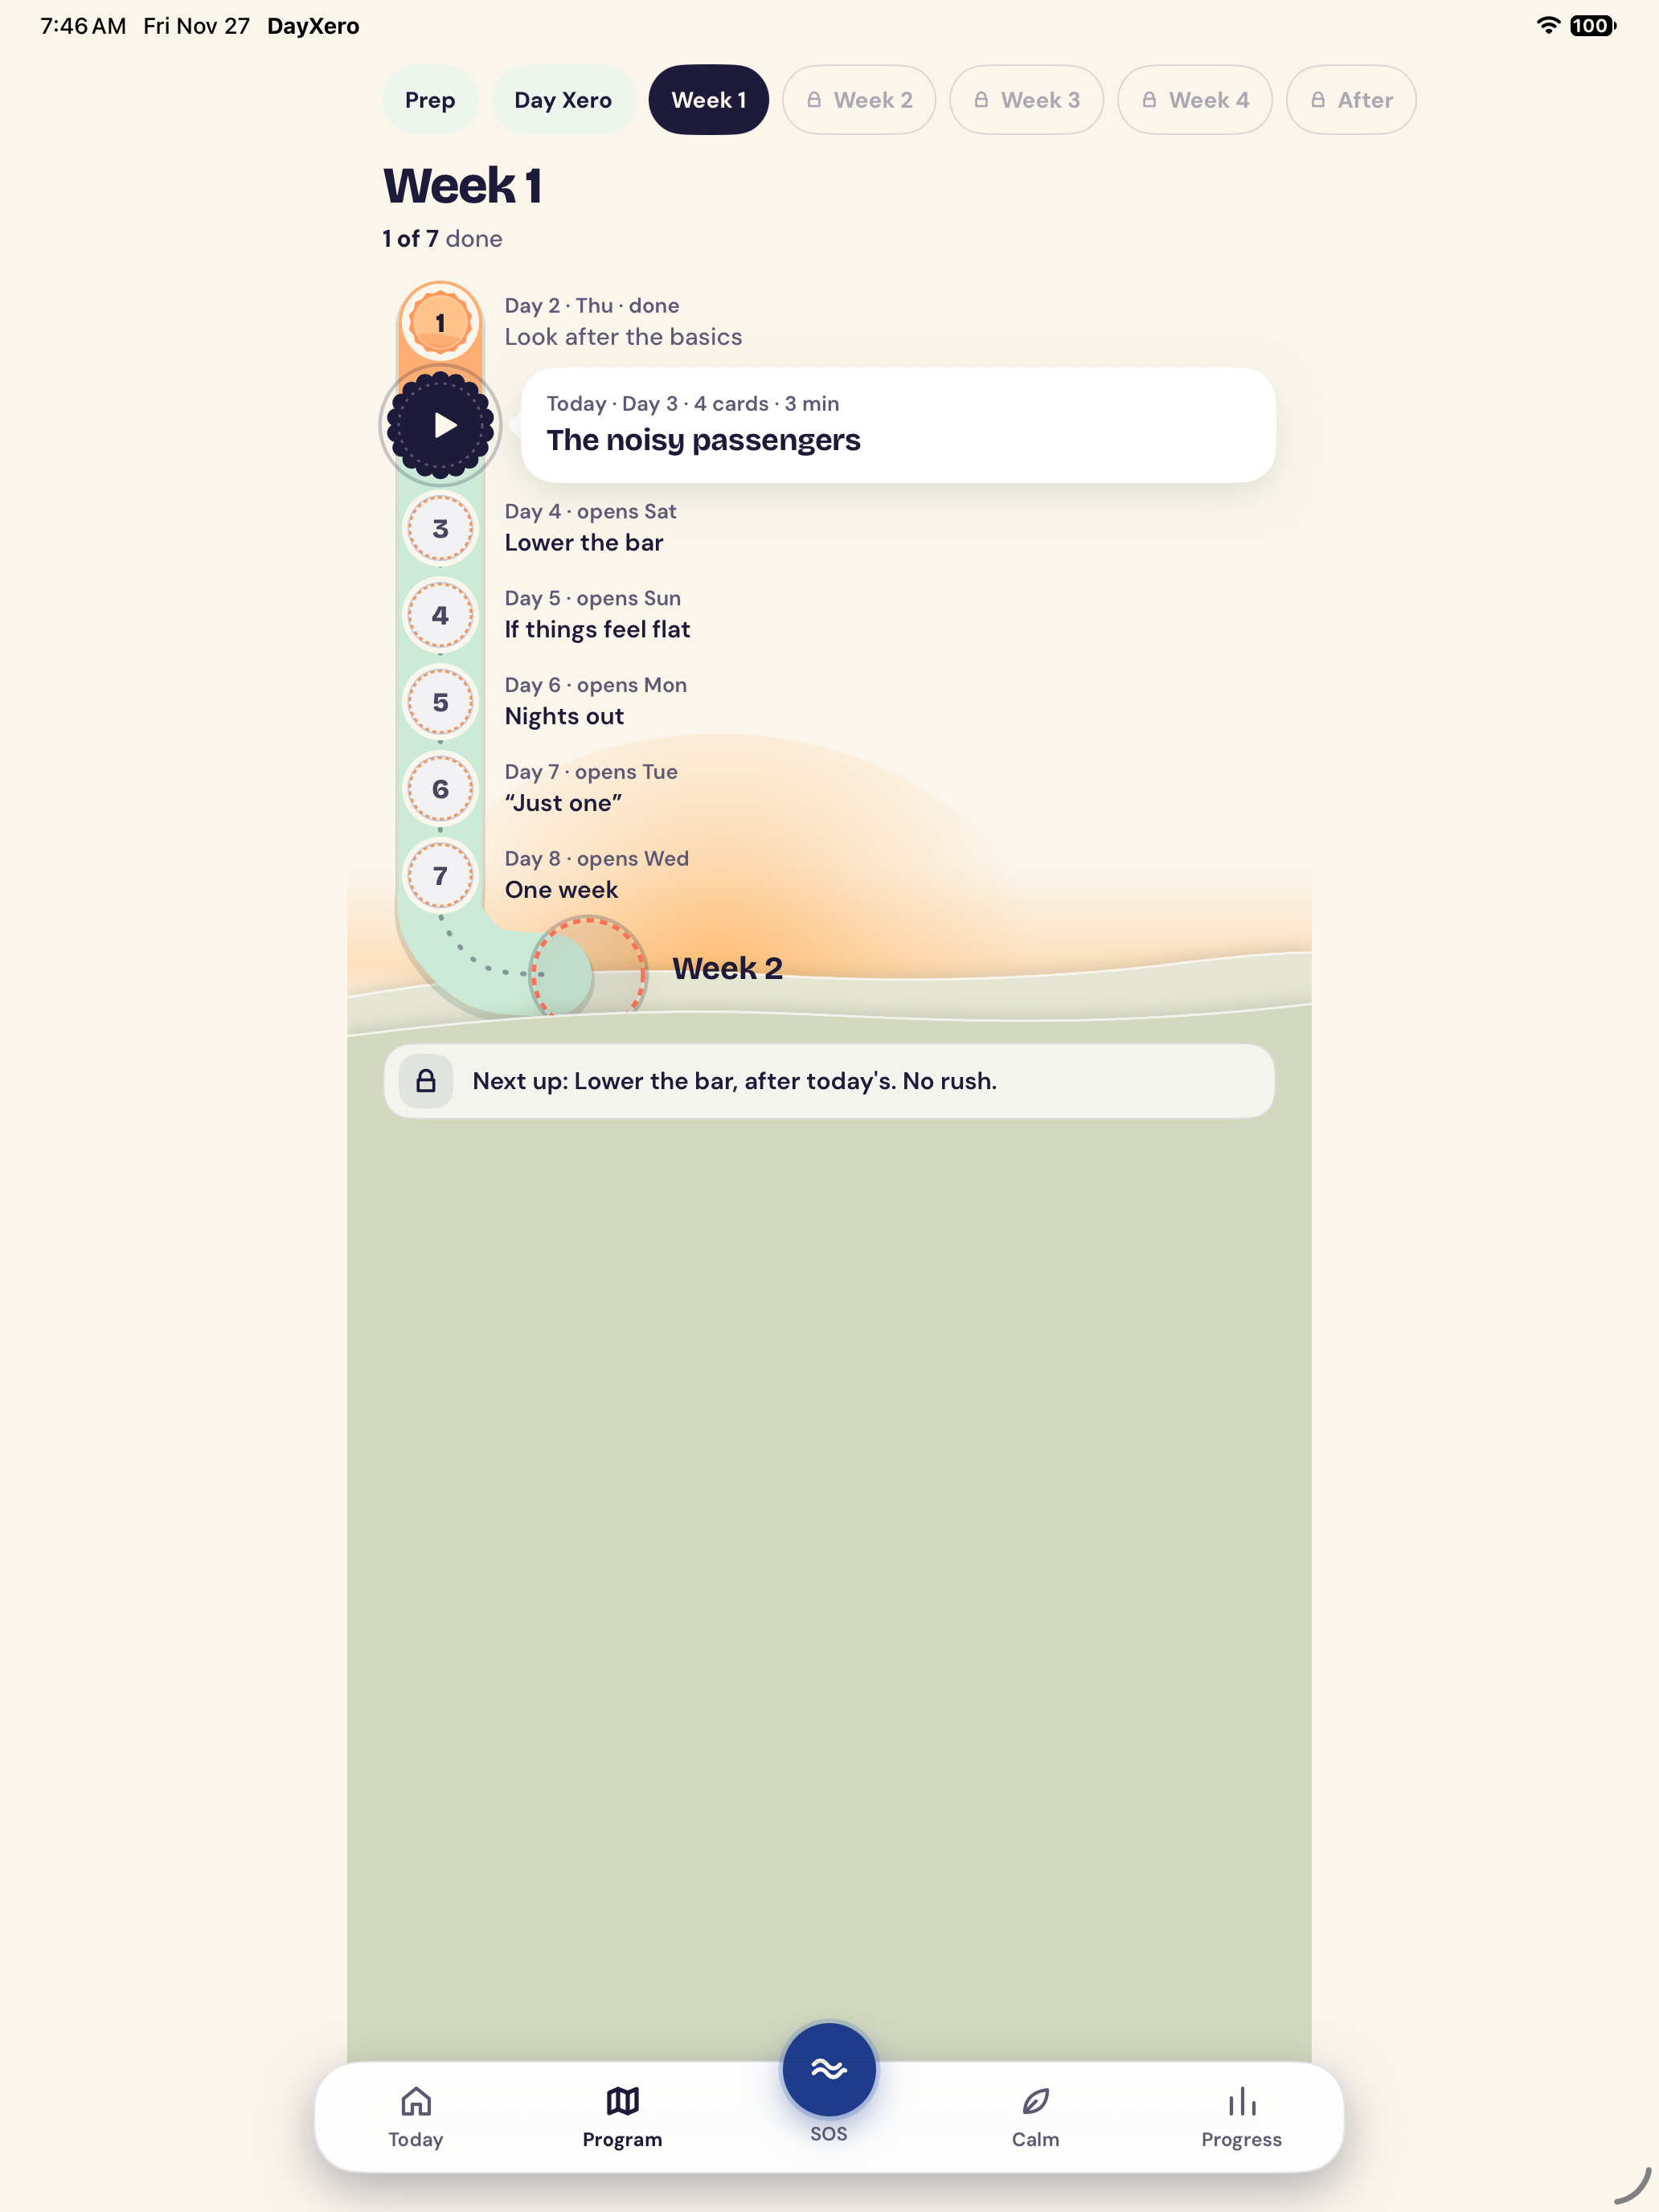 7:46 AM Fri Nov 27 DayXero
100
Prep
Day Xero
Week 1
Week 2
Week 3
Week 4
After
Week 1
1 of 7 done
1
Day 2 · Thu · done
Look after the basics
Today · Day 3 · 4 cards · 3 min
The noisy passengers
3
Day 4 · opens Sat
Lower the bar
4
Day 5 · opens Sun
If things feel flat
5
Day 6 · opens Mon
Nights out
6
Day 7 · opens Tue
“Just one”
7
Day 8 · opens Wed
One week
Week 2
Next up: Lower the bar, after today's. No rush.
Today
Program
SOS
Calm
Progress